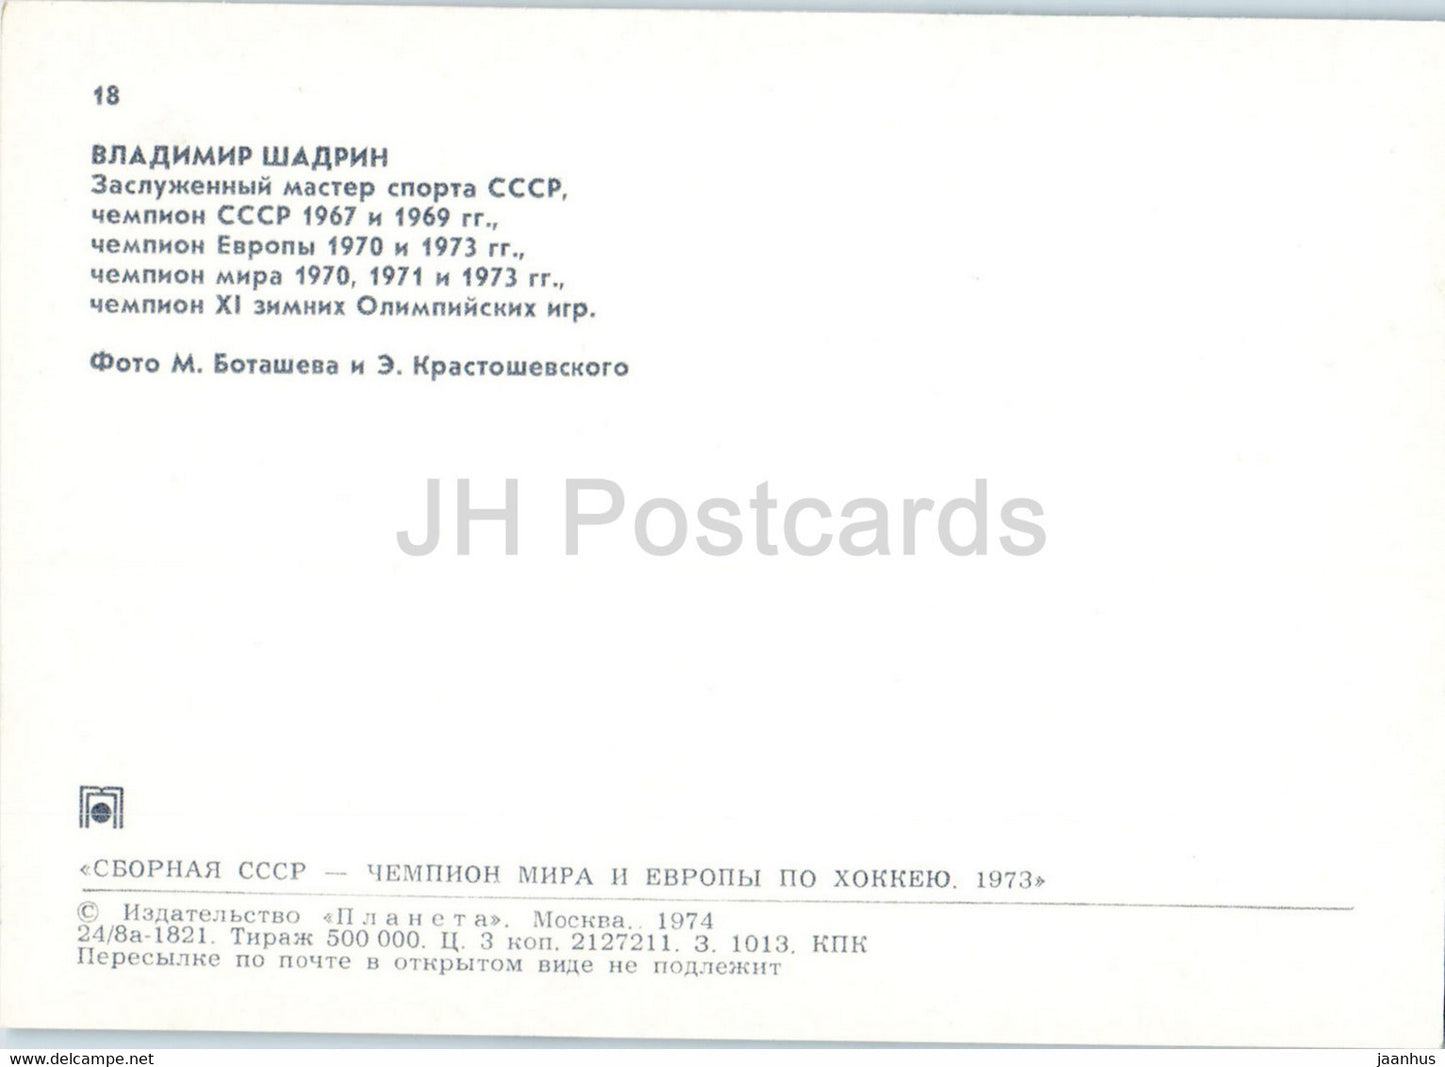 18
ВЛАДИМИР ШАДРИН
Заслуженный мастер спорта СССР,
чемпион СССР 1967 и 1969 гг.,
чемпион Европы 1970 и 1973 гг.,
чемпион мира 1970, 1971 и 1973 гг.,
чемпион XI зимних Олимпийских игр.
Фото М. Боташева и Э. Крастошевского
JH Postcards
«СБОРНАЯ СССР — ЧЕМПИОН МИРА И ЕВРОПЫ ПО ХОККЕЮ. 1973»
© Издательство «Планета». Москва. 1974
24/8а-1821. Тираж 500 000. Ц. 3 коп. 2127211. З. 1013. КПК
Пересылке по почте в открытом виде не подлежит
www.delcampe.net
jaanhus